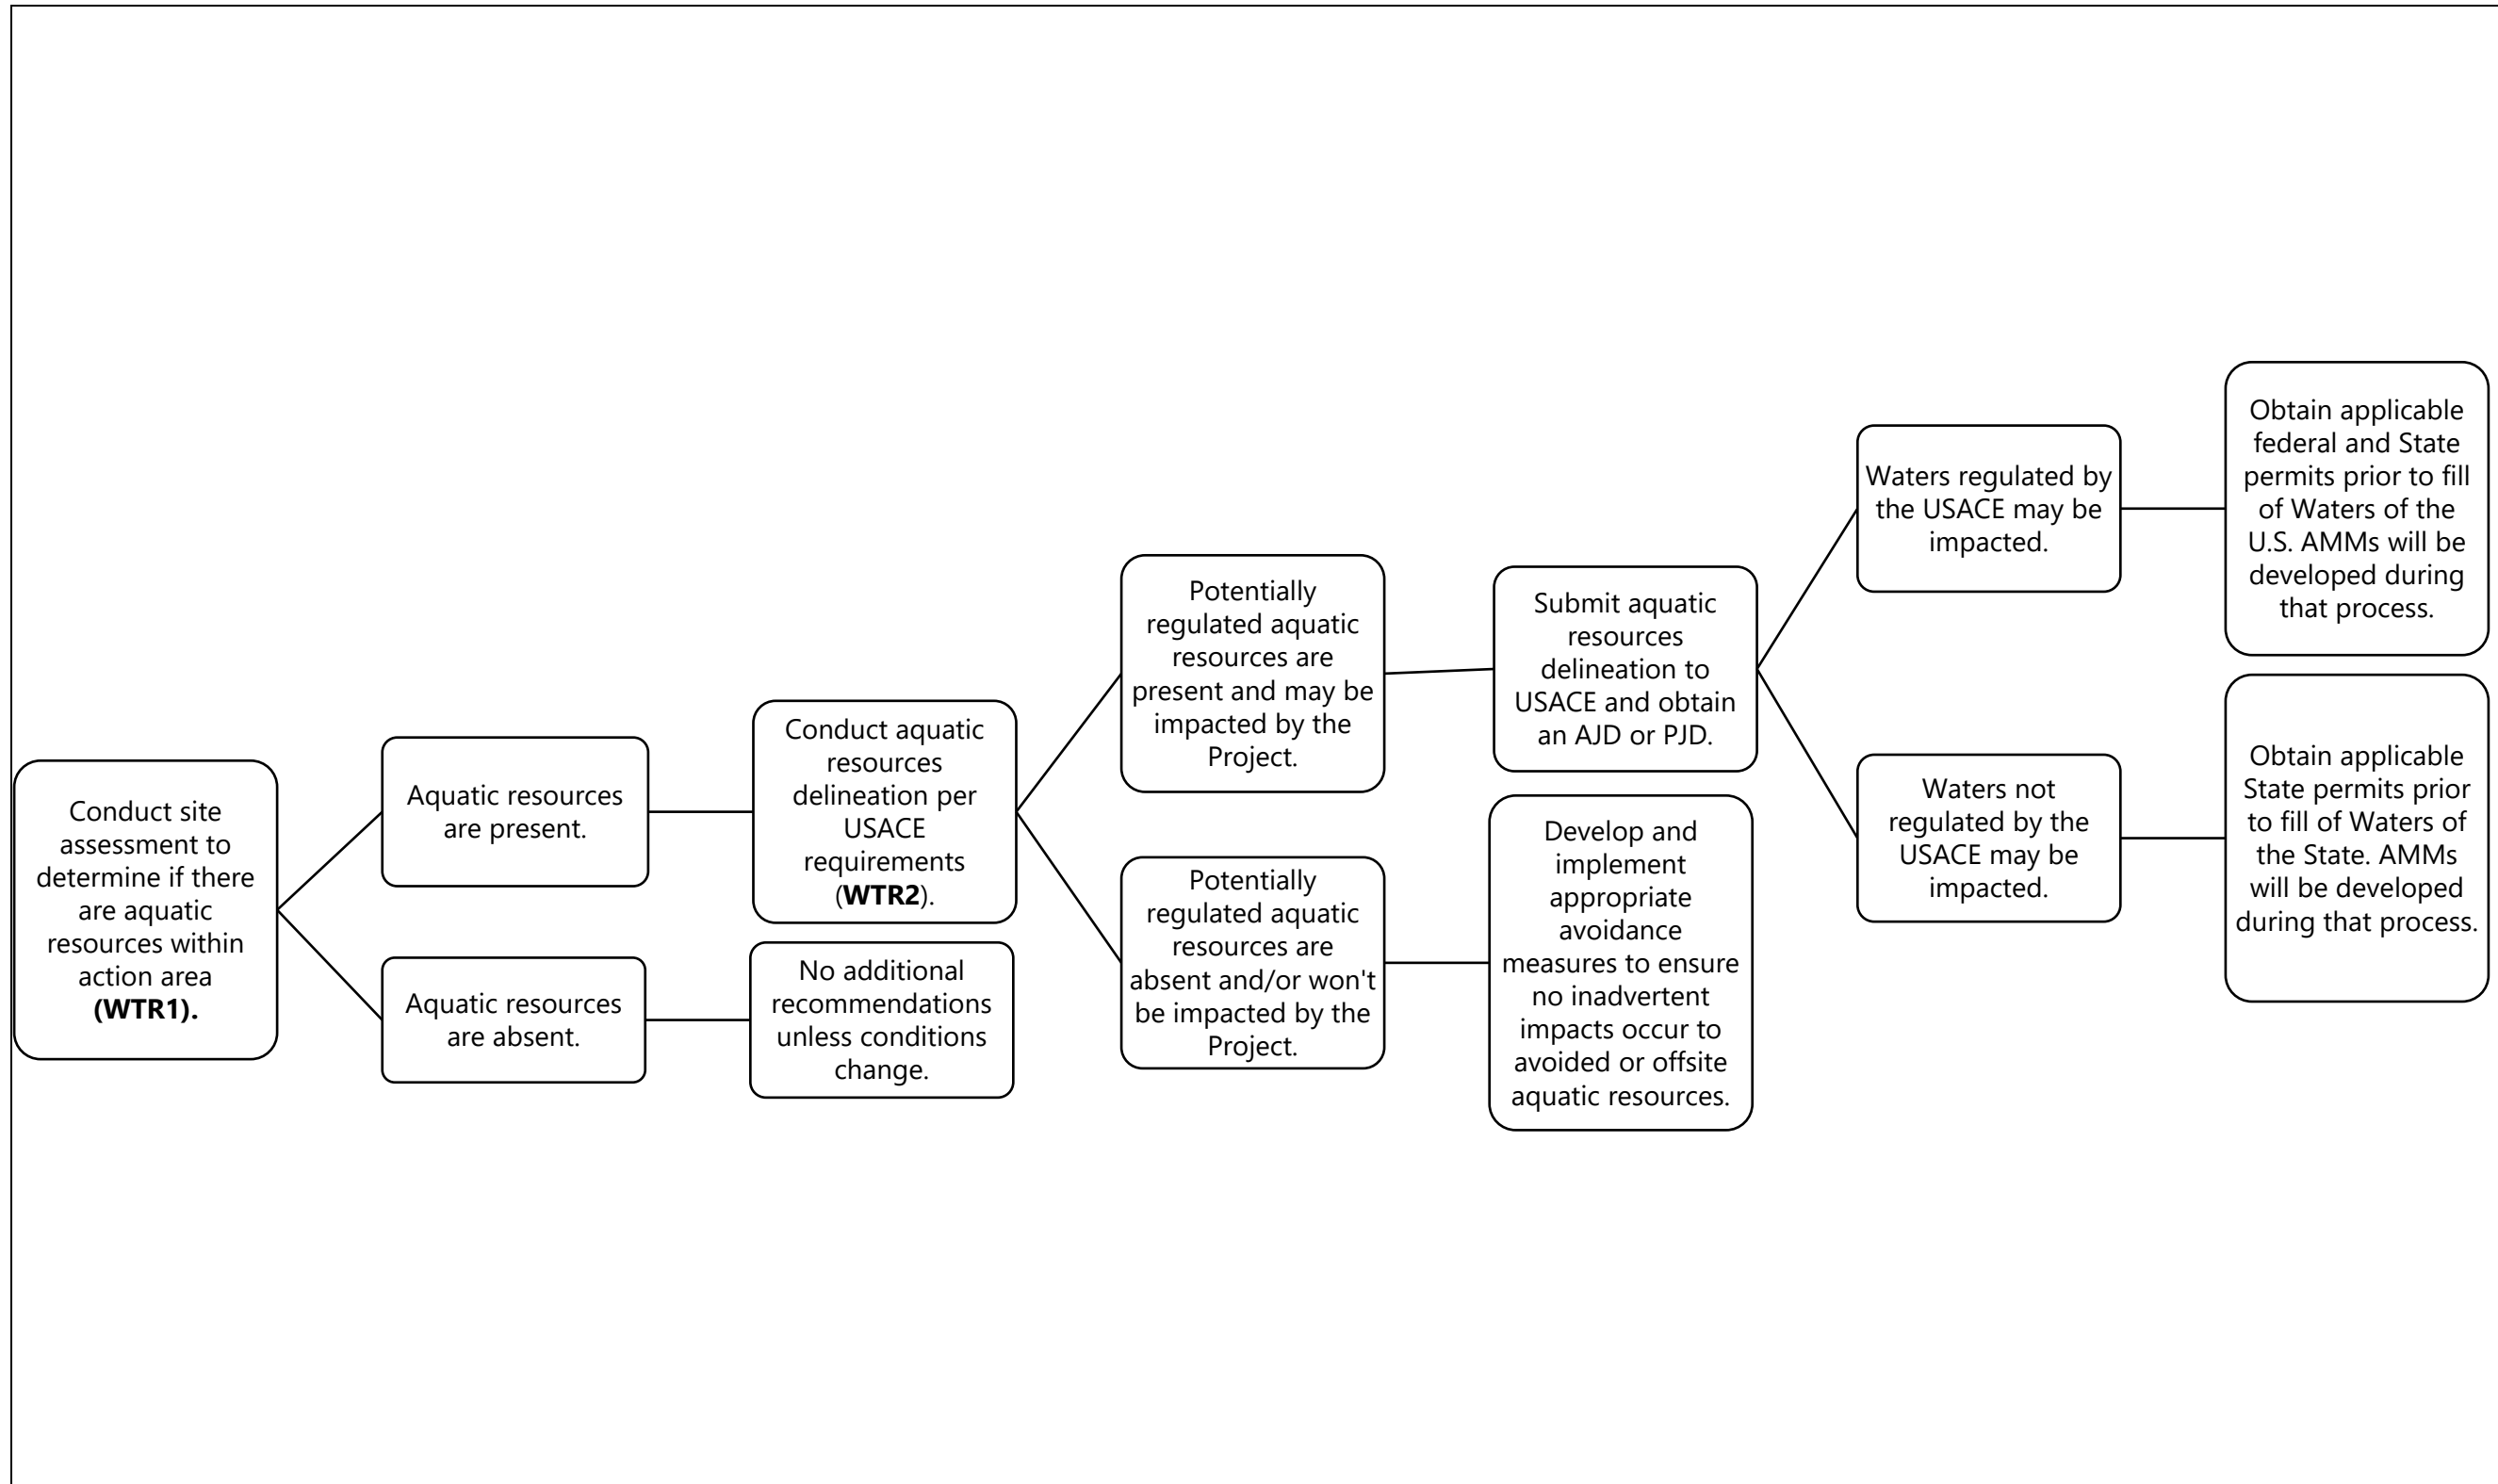 Conduct site
assessment to
determine if there
are aquatic
resources within
action area
(WTR1).
Aquatic resources
are present.
Aquatic resources
are absent.
Conduct aquatic
resources
delineation per
USACE
requirements
(WTR2).
No additional
recommendations
unless conditions
change.
Potentially
regulated aquatic
resources are
present and may be
impacted by the
Project.
Potentially
regulated aquatic
resources are
absent and/or won't
be impacted by the
Project.
Submit aquatic
resources
delineation to
USACE and obtain
an AJD or PJD.
Develop and
implement
appropriate
avoidance
measures to ensure
no inadvertent
impacts occur to
avoided or offsite
aquatic resources.
Waters regulated by
the USACE may be
impacted.
Waters not
regulated by the
USACE may be
impacted.
Obtain applicable
federal and State
permits prior to fill
of Waters of the
U.S. AMMs will be
developed during
that process.
Obtain applicable
State permits prior
to fill of Waters of
the State. AMMs
will be developed
during that process.